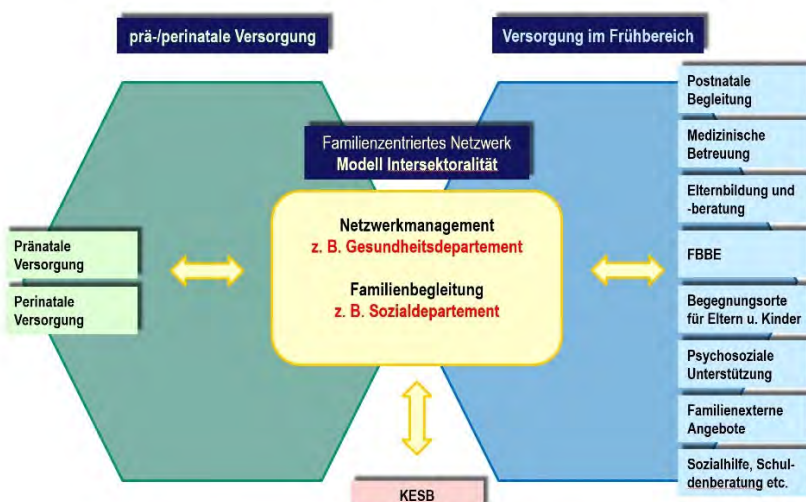 prä-/perinatale Versorgung
Versorgung im Frühbereich
Familienzentriertes Netzwerk
Modell Intersektoralität
Netzwerkmanagement
z. B. Gesundheitsdepartement
Familienbegleitung
z. B. Sozialdepartement
Pränatale
Versorgung
Perinatale
Versorgung
Postnatale
Begleitung
Medizinische
Betreuung
Elternbildung und
-beratung
FBBE
Begegnungsorte
für Eltern u. Kinder
Psychosoziale
Unterstützung
Familienexterne
Angebote
Sozialhilfe, Schul-
denberatung etc.
KESB